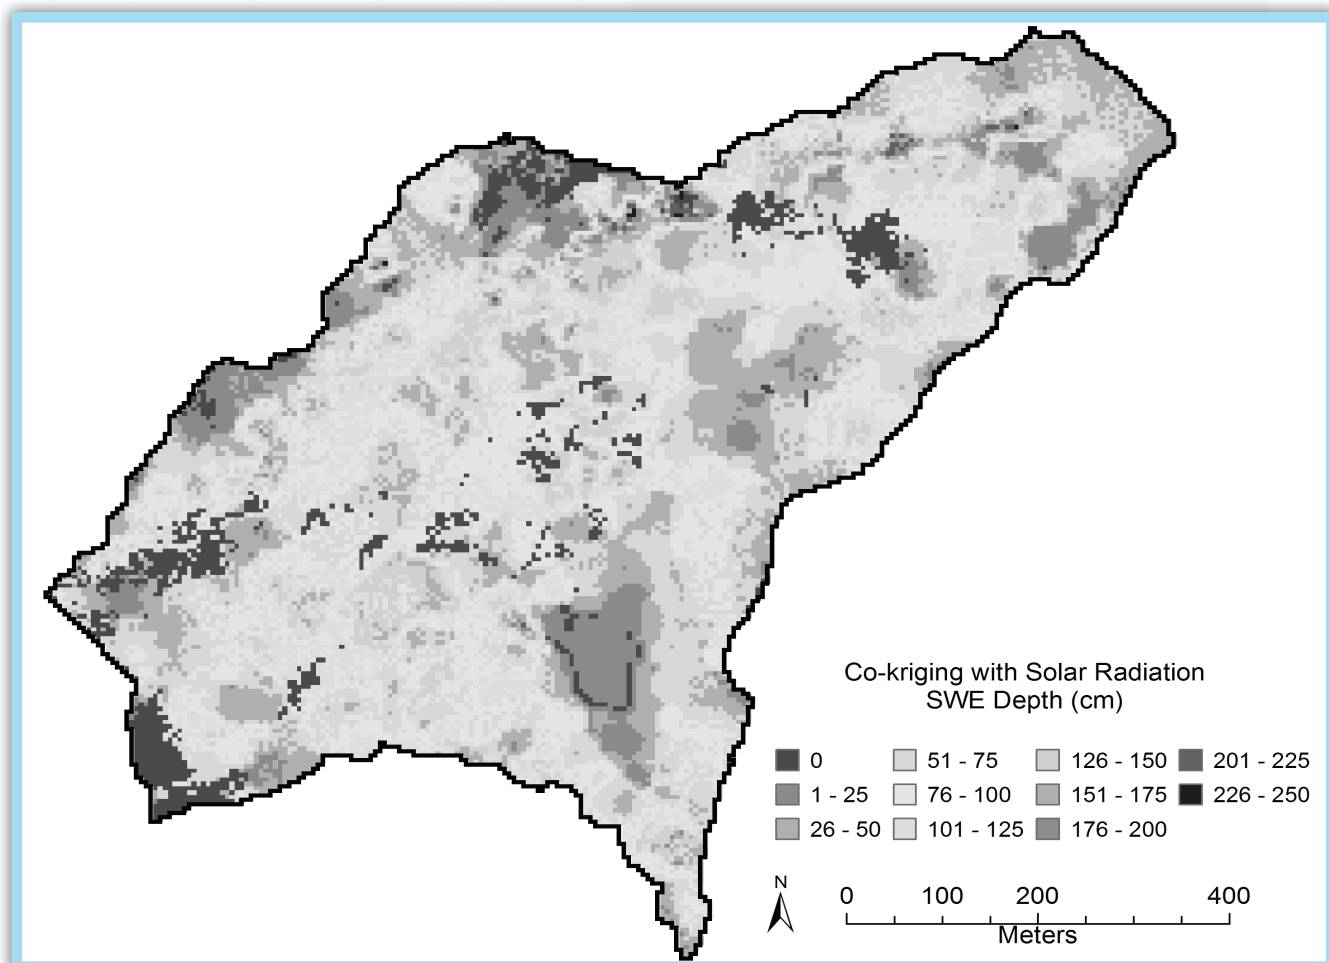 Co-kriging with Solar Radiation
SWE Depth (cm)
0 51 - 75 126 - 150 201 - 225
1 - 25 76 - 100 151 - 175 226 - 250
26 - 50 101 - 125 176 - 200
N
0 100 200 400
Meters